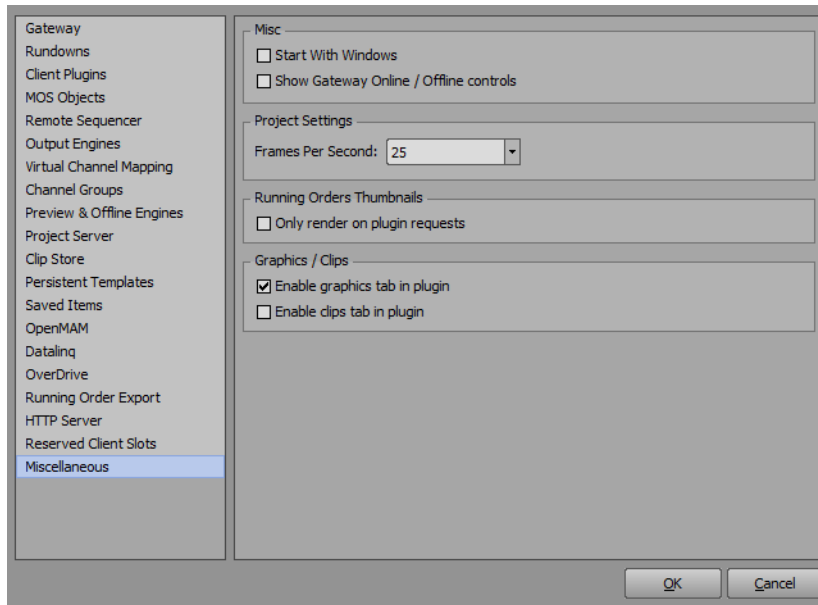 Gateway
Rundowns
Client Plugins
MOS Objects
Remote Sequencer
Output Engines
Virtual Channel Mapping
Channel Groups
Preview & Offline Engines
Project Server
Clip Store
Persistent Templates
Saved Items
OpenMAM
Datalinq
OverDrive
Running Order Export
HTTP Server
Reserved Client Slots
Miscellaneous
Misc
Start With Windows
Show Gateway Online / Offline controls
Project Settings
Frames Per Second: 25
Running Orders Thumbnails
Only render on plugin requests
Graphics / Clips
Enable graphics tab in plugin
Enable clips tab in plugin
OK Cancel